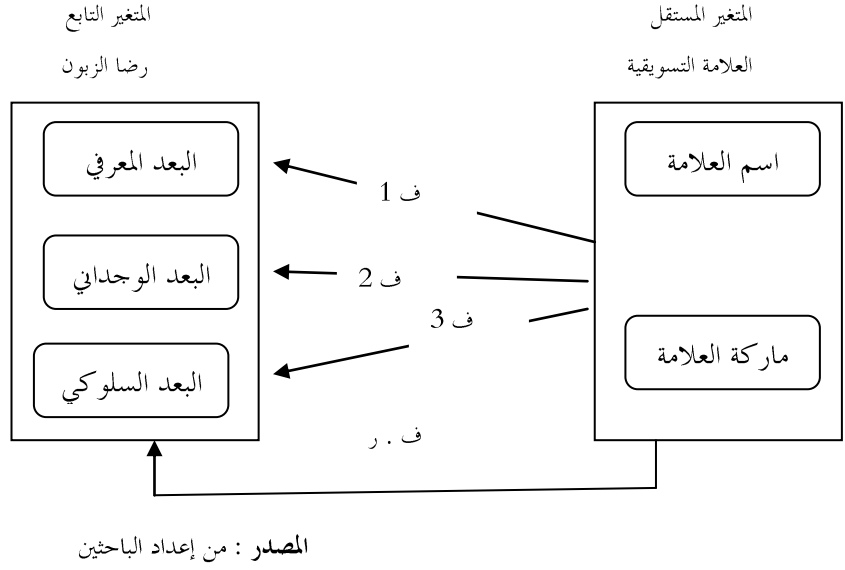 المتغير المستقل
المتغير التابع
العلامة التسويقية
رضا الزبون
اسم العلامة
ماركة العلامة
ف 1
ف 2
ف 3
ف . ر
البعد المعرفي
البعد الوجداني
البعد السلوكي
المصدر : من إعداد الباحثين